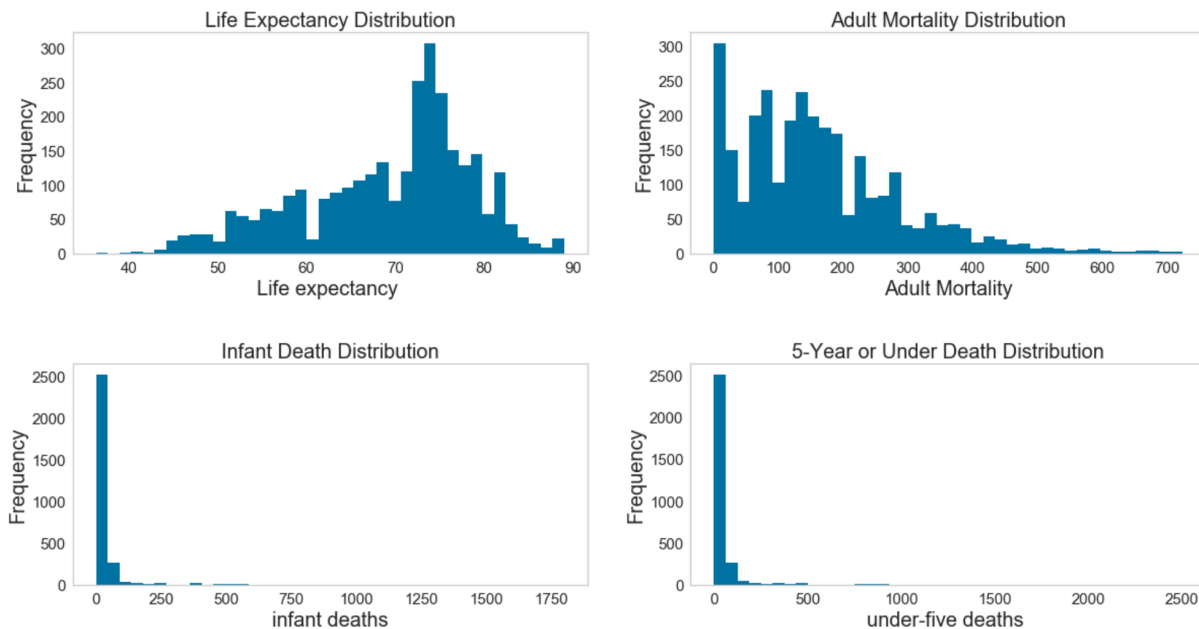 Life Expectancy Distribution
300
250
200
150
100
50
0
Frequency
40 50 60 70 80 90
Life expectancy
Adult Mortality Distribution
300
250
200
150
100
50
0
Frequency
0 100 200 300 400 500 600 700
Adult Mortality
Infant Death Distribution
2500
2000
1500
1000
500
0
Frequency
0 250 500 750 1000 1250 1500 1750
infant deaths
5-Year or Under Death Distribution
2500
2000
1500
1000
500
0
Frequency
0 500 1000 1500 2000 2500
under-five deaths